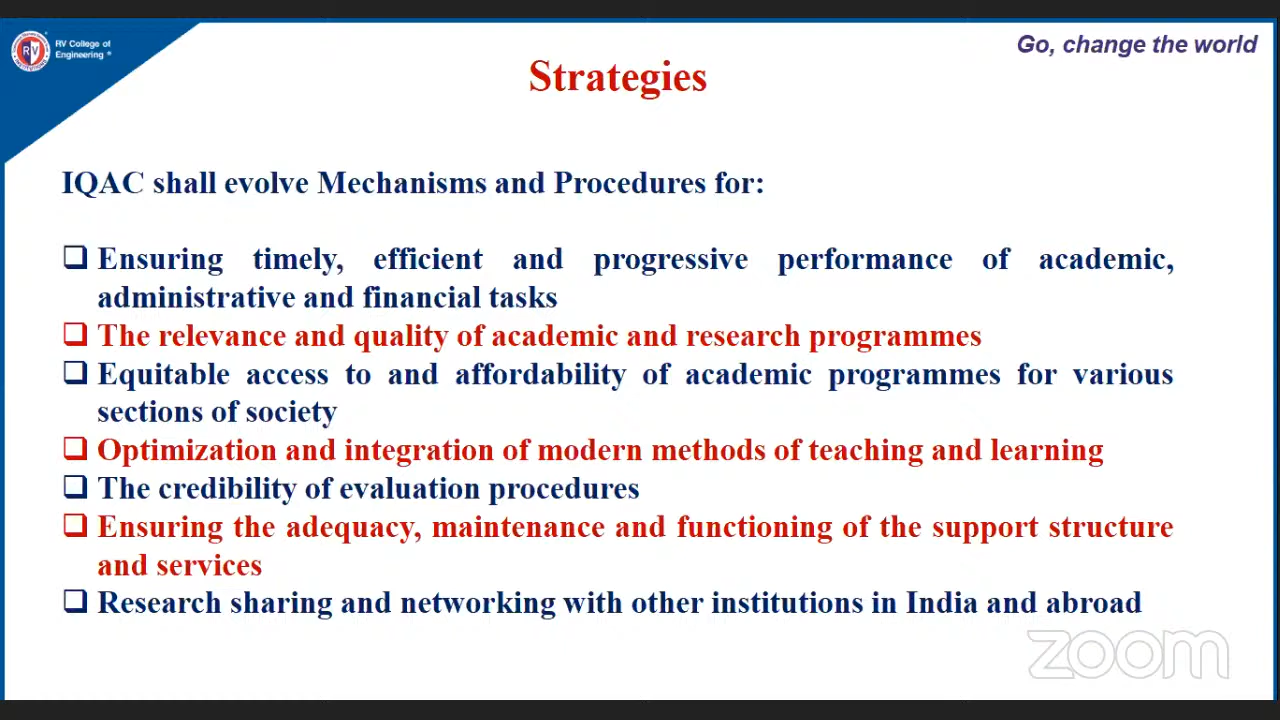 RV College of
Engineering
Go, change the world
Strategies
IQAC shall evolve Mechanisms and Procedures for:
Ensuring timely, efficient and progressive performance of academic,
administrative and financial tasks
The relevance and quality of academic and research programmes
Equitable access to and affordability of academic programmes for various
sections of society
Optimization and integration of modern methods of teaching and learning
The credibility of evaluation procedures
Ensuring the adequacy, maintenance and functioning of the support structure
and services
Research sharing and networking with other institutions in India and abroad
zoom